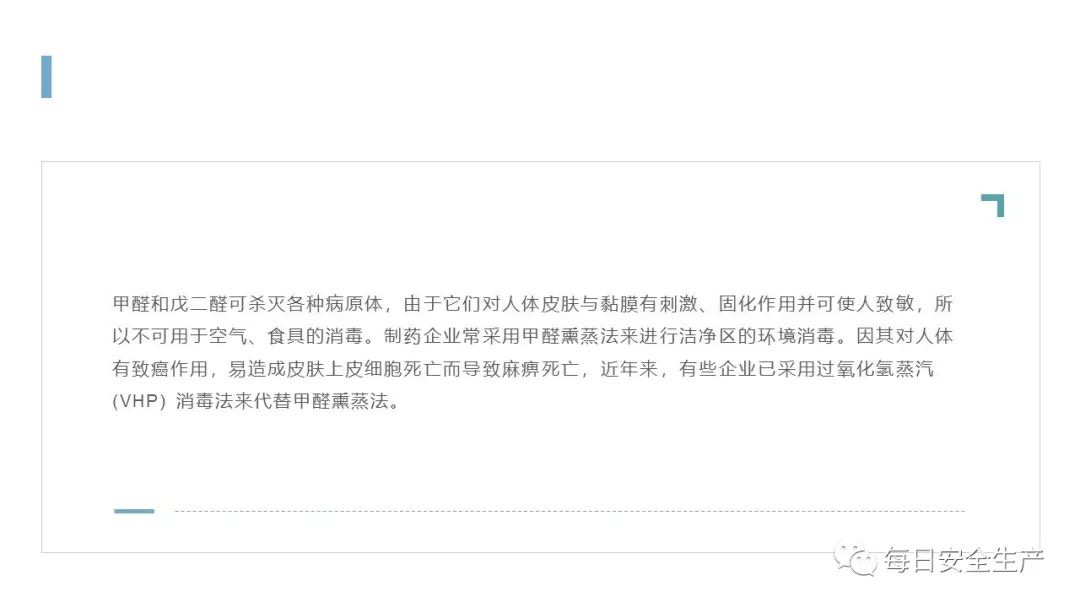 甲醛和戊二醛可杀灭各种病原体，由于它们对人体皮肤与黏膜有刺激、固化作用并可使人致敏，所
以不可用于空气、食具的消毒。制药企业常采用甲醛熏蒸法来进行洁净区的环境消毒。因其对人体
有致癌作用，易造成皮肤上皮细胞死亡而导致麻痹死亡，近年来，有些企业已采用过氧化氢蒸汽
(VHP) 消毒法来代替甲醛熏蒸法。
每日安全生产